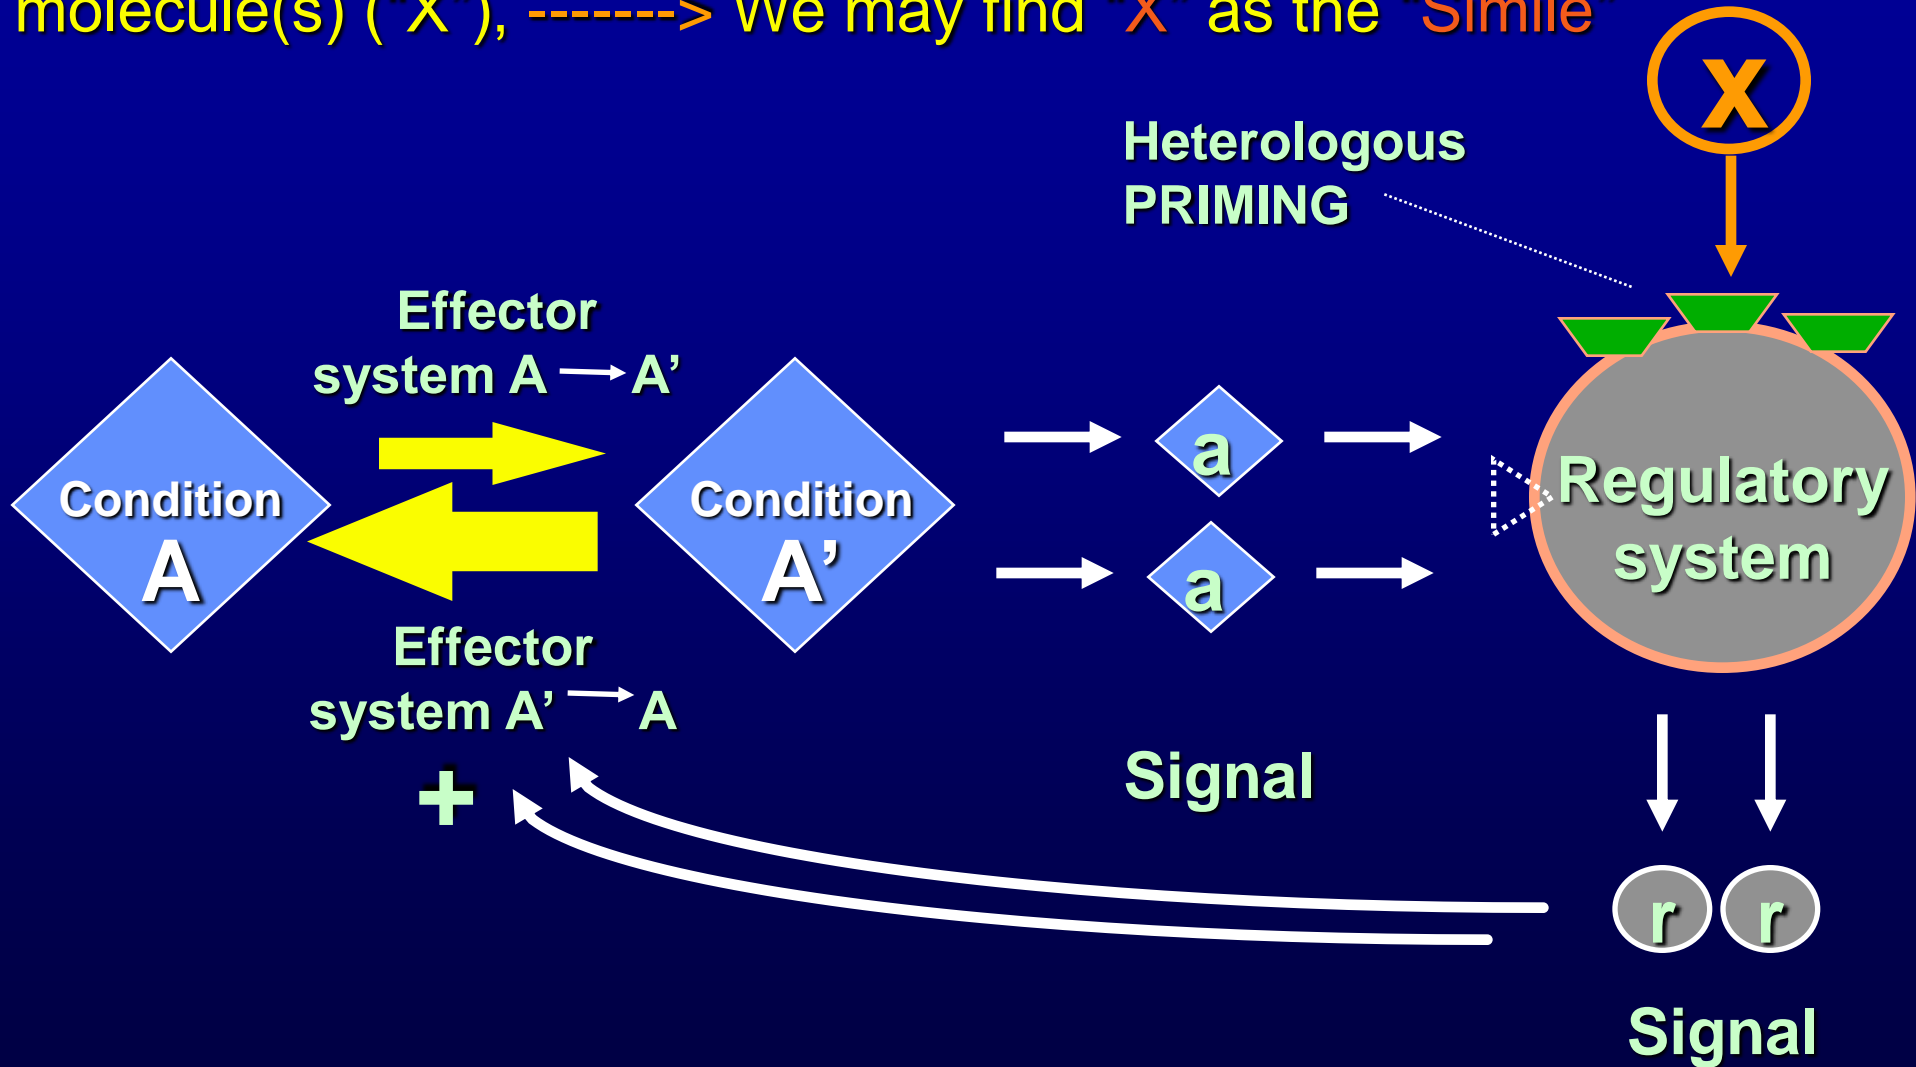 molecule(s) ("X"), -------> We may find "X" as the "Simile"
X
Heterologous
PRIMING
Effector
system A → A’
Condition
A
Condition
A’
a
a
Regulatory
system
Effector
system A’ → A
+
Signal
r r
Signal